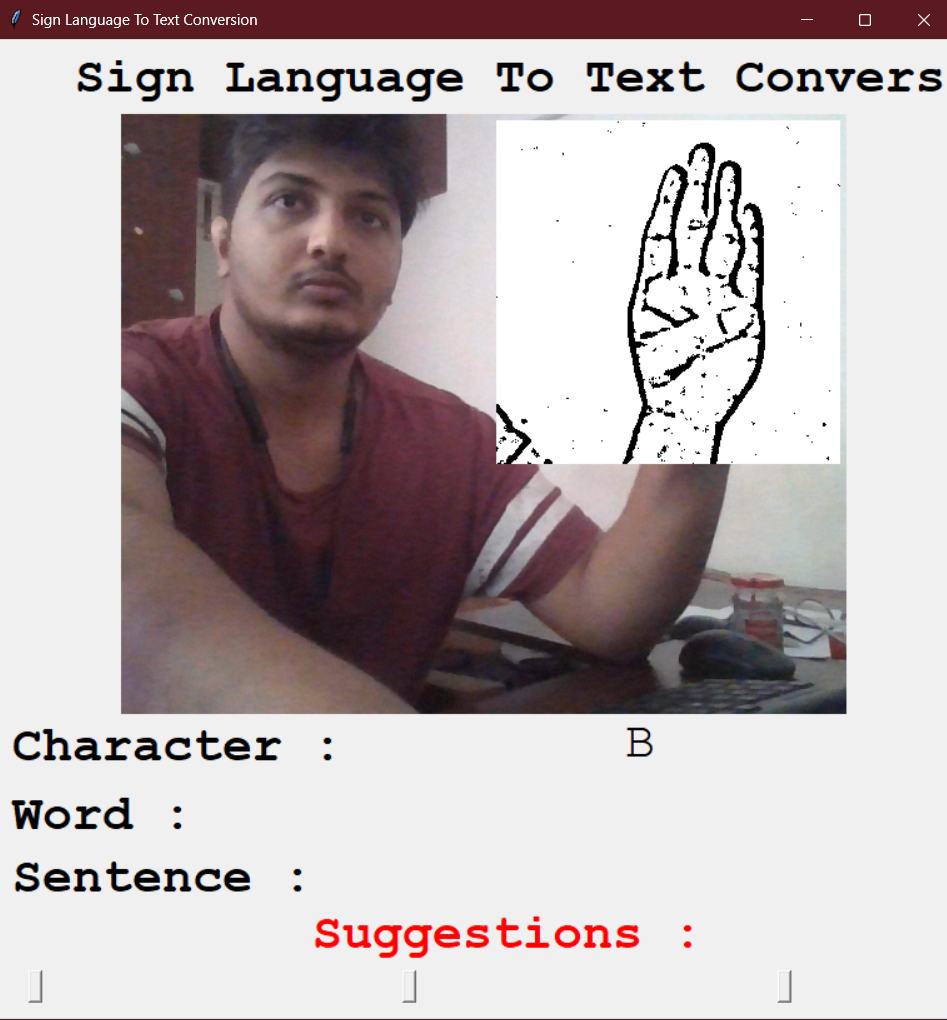 Sign Language To Text Conversion
Sign Language To Text Convers
Character : B
Word :
Sentence :
Suggestions :